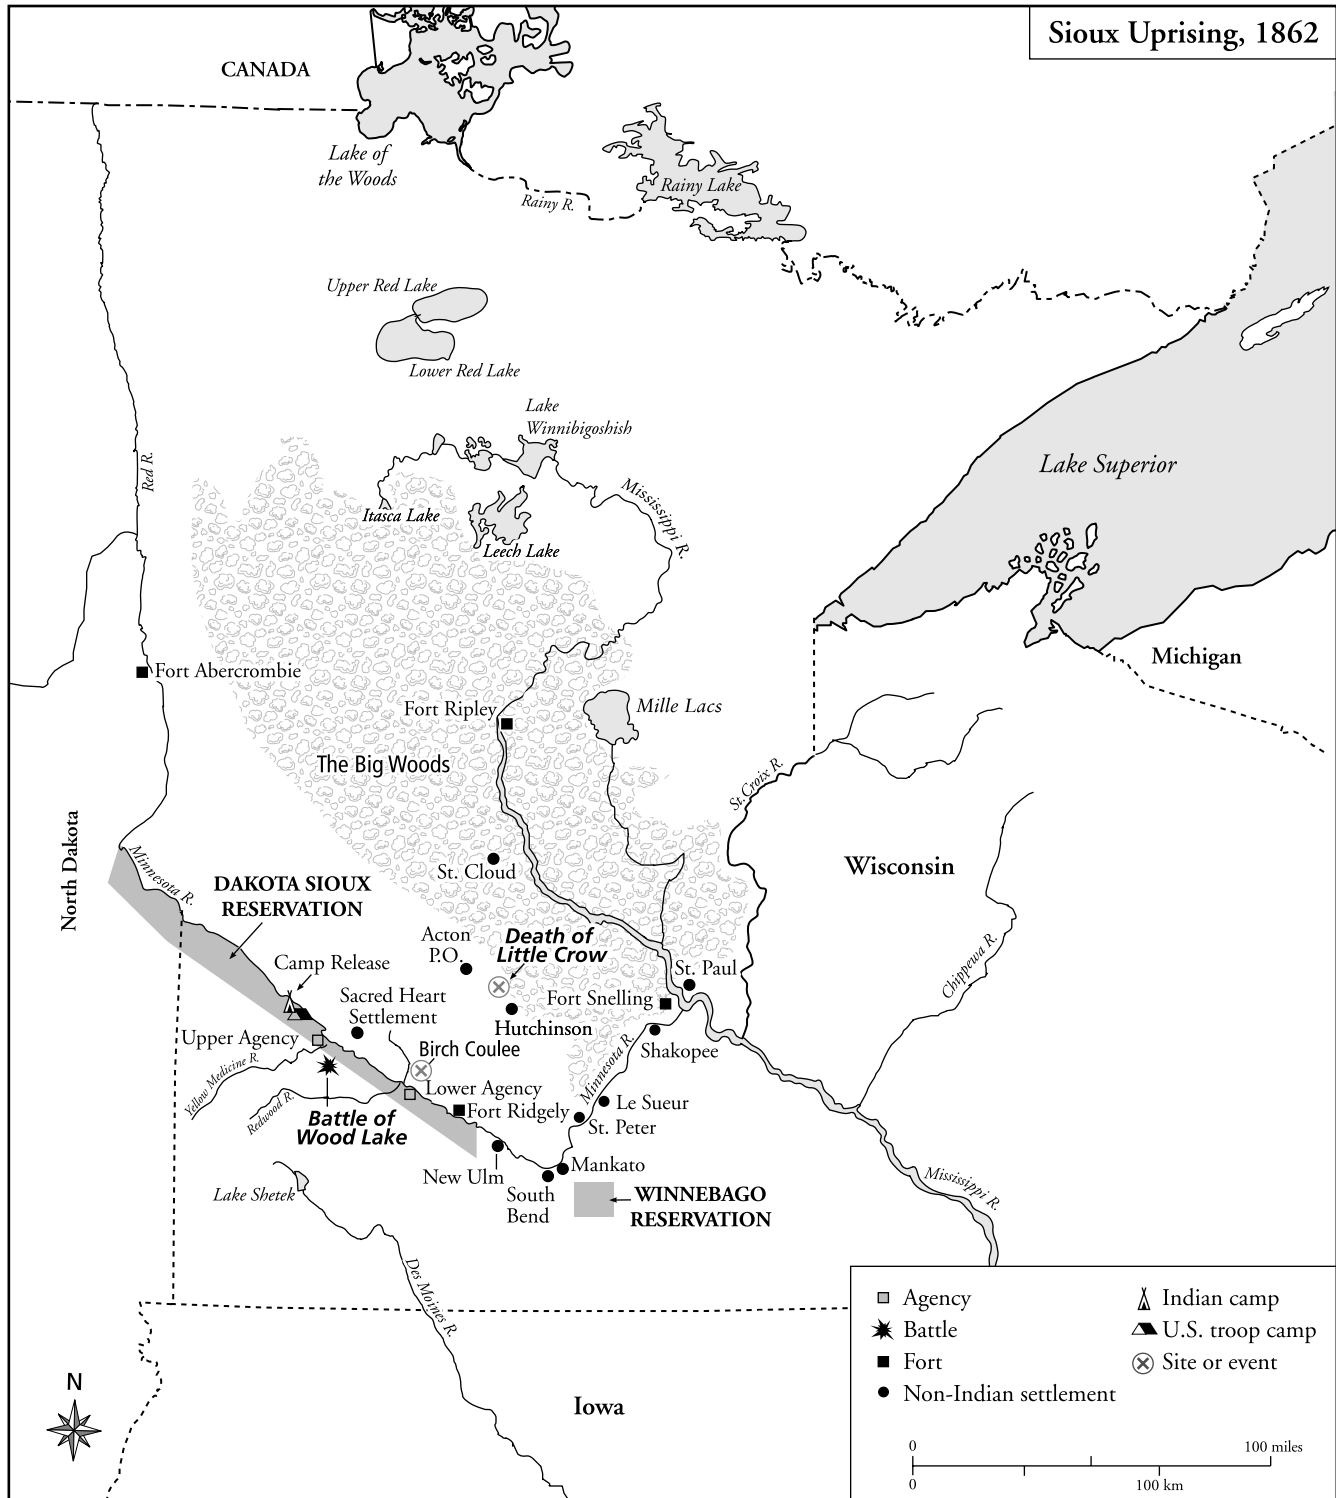 Sioux Uprising, 1862
CANADA
Lake of
the Woods
Rainy Lake
Rainy R.
Upper Red Lake
Lower Red Lake
Lake
Winnibigoshish
Red R.
Mississippi R.
Itasca Lake
Leech Lake
Lake Superior
Michigan
Fort Abercrombie
Fort Ripley
Mille Lacs
The Big Woods
St. Croix R.
North Dakota
Minnesota R.
St. Cloud
Wisconsin
DAKOTA SIOUX
RESERVATION
Acton
P.O.
Death of
Little Crow
Chippewa R.
Camp Release
St. Paul
Sacred Heart
Settlement
Fort Snelling
Upper Agency
Hutchinson
Birch Coulee
Minnesota R.
Shakopee
Yellow Medicine R.
Redwood R.
Lower Agency
Fort Ridgely
Le Sueur
St. Peter
Battle of
Wood Lake
New Ulm
Mankato
South
Bend
Lake Shetek
WINNEBAGO
RESERVATION
Mississippi R.
Des Moines R.
Iowa
N
Agency
Battle
Fort
Non-Indian settlement
Indian camp
U.S. troop camp
Site or event
0
100 miles
0
100 km